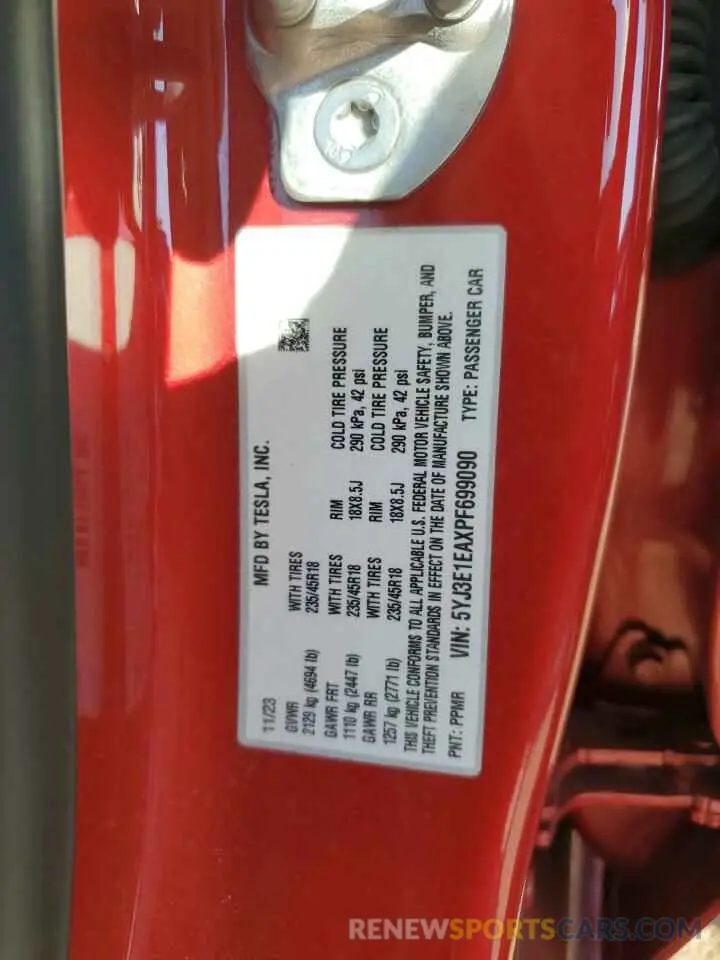 MFD BY TESLA, INC.
11/23
GVWR WITH TIRES RIM COLD TIRE PRESSURE
2129 kg (4694 lb) 235/45R18 18X8.5J 290 kPa, 42 psi
GAWR FRT WITH TIRES RIM COLD TIRE PRESSURE
1110 kg (2447 lb) 235/45R18 18X8.5J 290 kPa, 42 psi
GAWR RR
1257 kg (2771 lb) 235/45R18
THIS VEHICLE CONFORMS TO ALL APPLICABLE U.S. FEDERAL MOTOR VEHICLE SAFETY, BUMPER, AND
THEFT PREVENTION STANDARDS IN EFFECT ON THE DATE OF MANUFACTURE SHOWN ABOVE.
PNT: PPMR VIN: 5YJ3E1EAXPF699090 TYPE: PASSENGER CAR
RENEWSPORTSCARS.COM